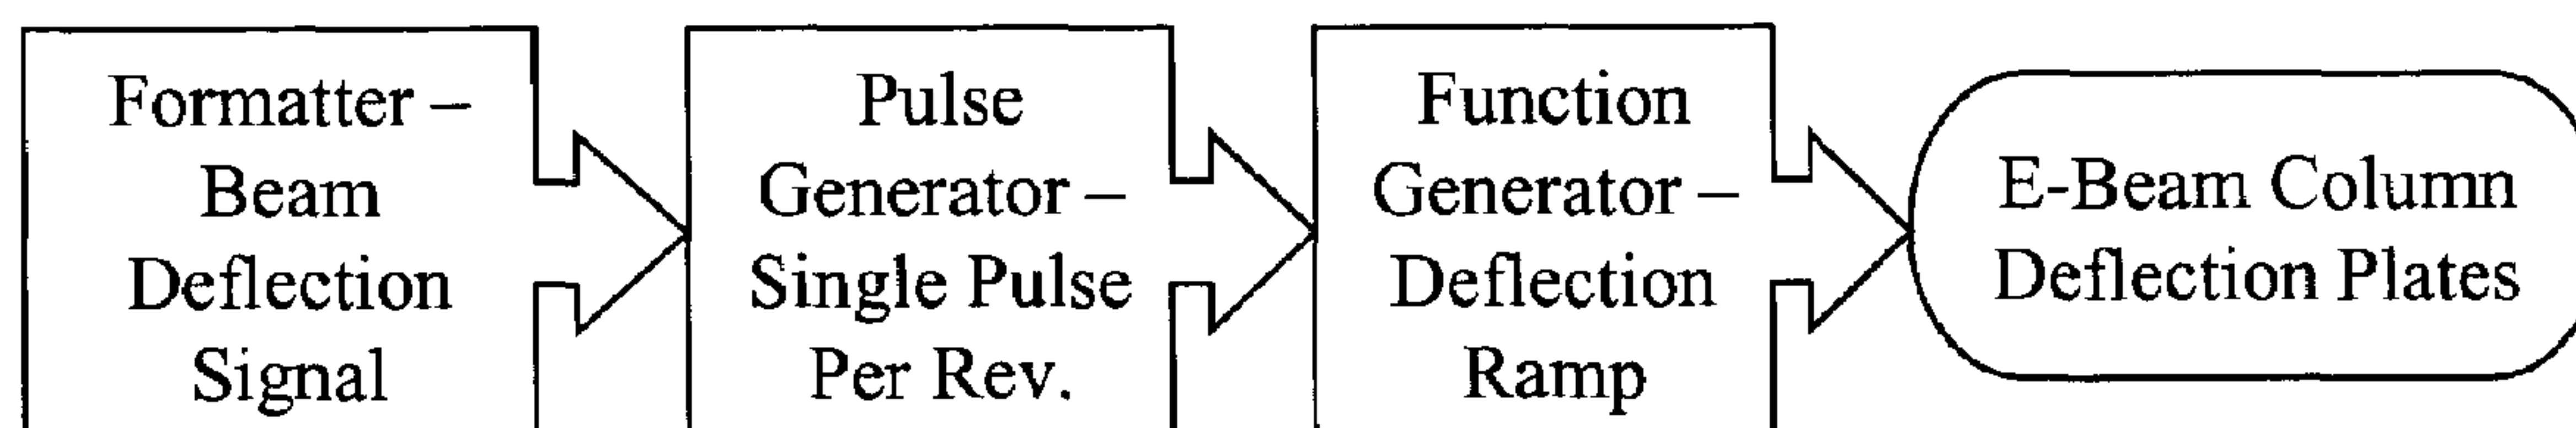 Formatter –
Beam
Deflection
Signal
Pulse
Generator –
Single Pulse
Per Rev.
Function
Generator –
Deflection
Ramp
E-Beam Column
Deflection Plates